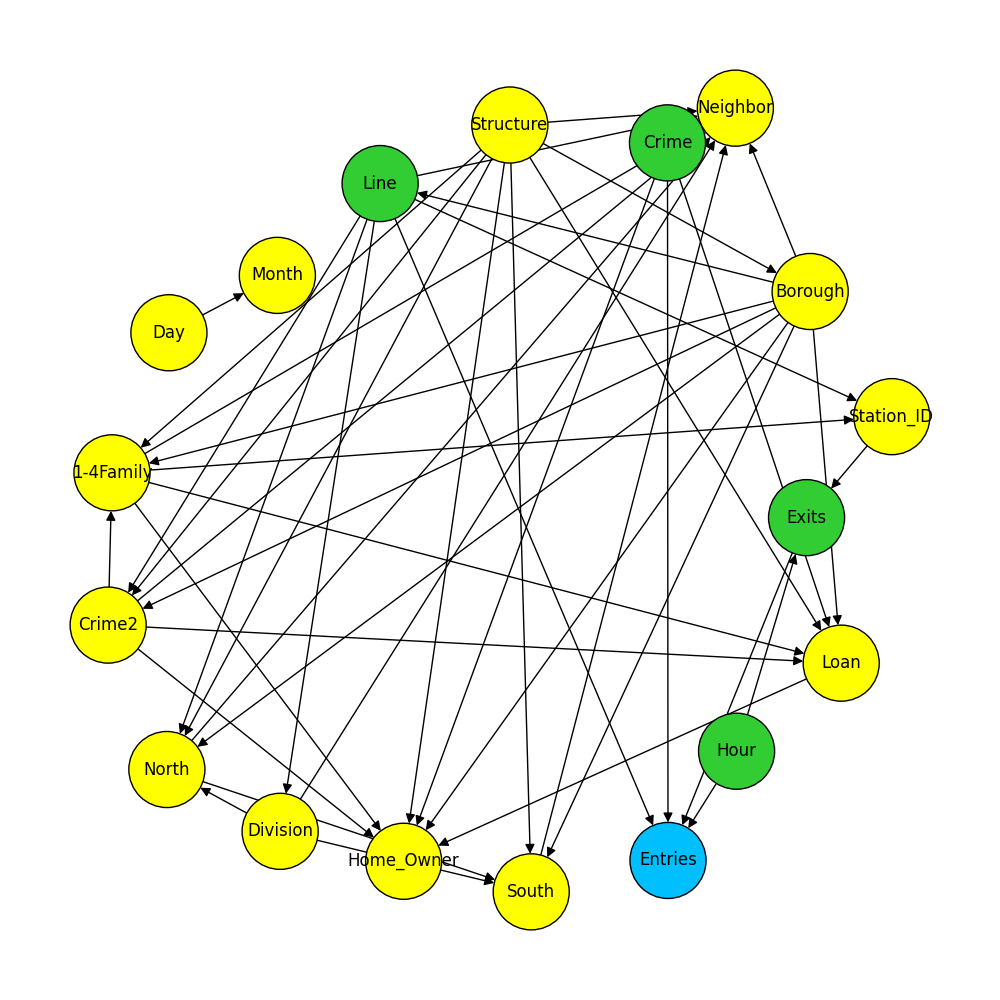 Neighbor
Structure
Crime
Line
Month
Borough
Day
Station_ID
1-4Family
Exits
Crime2
Loan
Hour
North
Division
Home_Owner
Entries
South